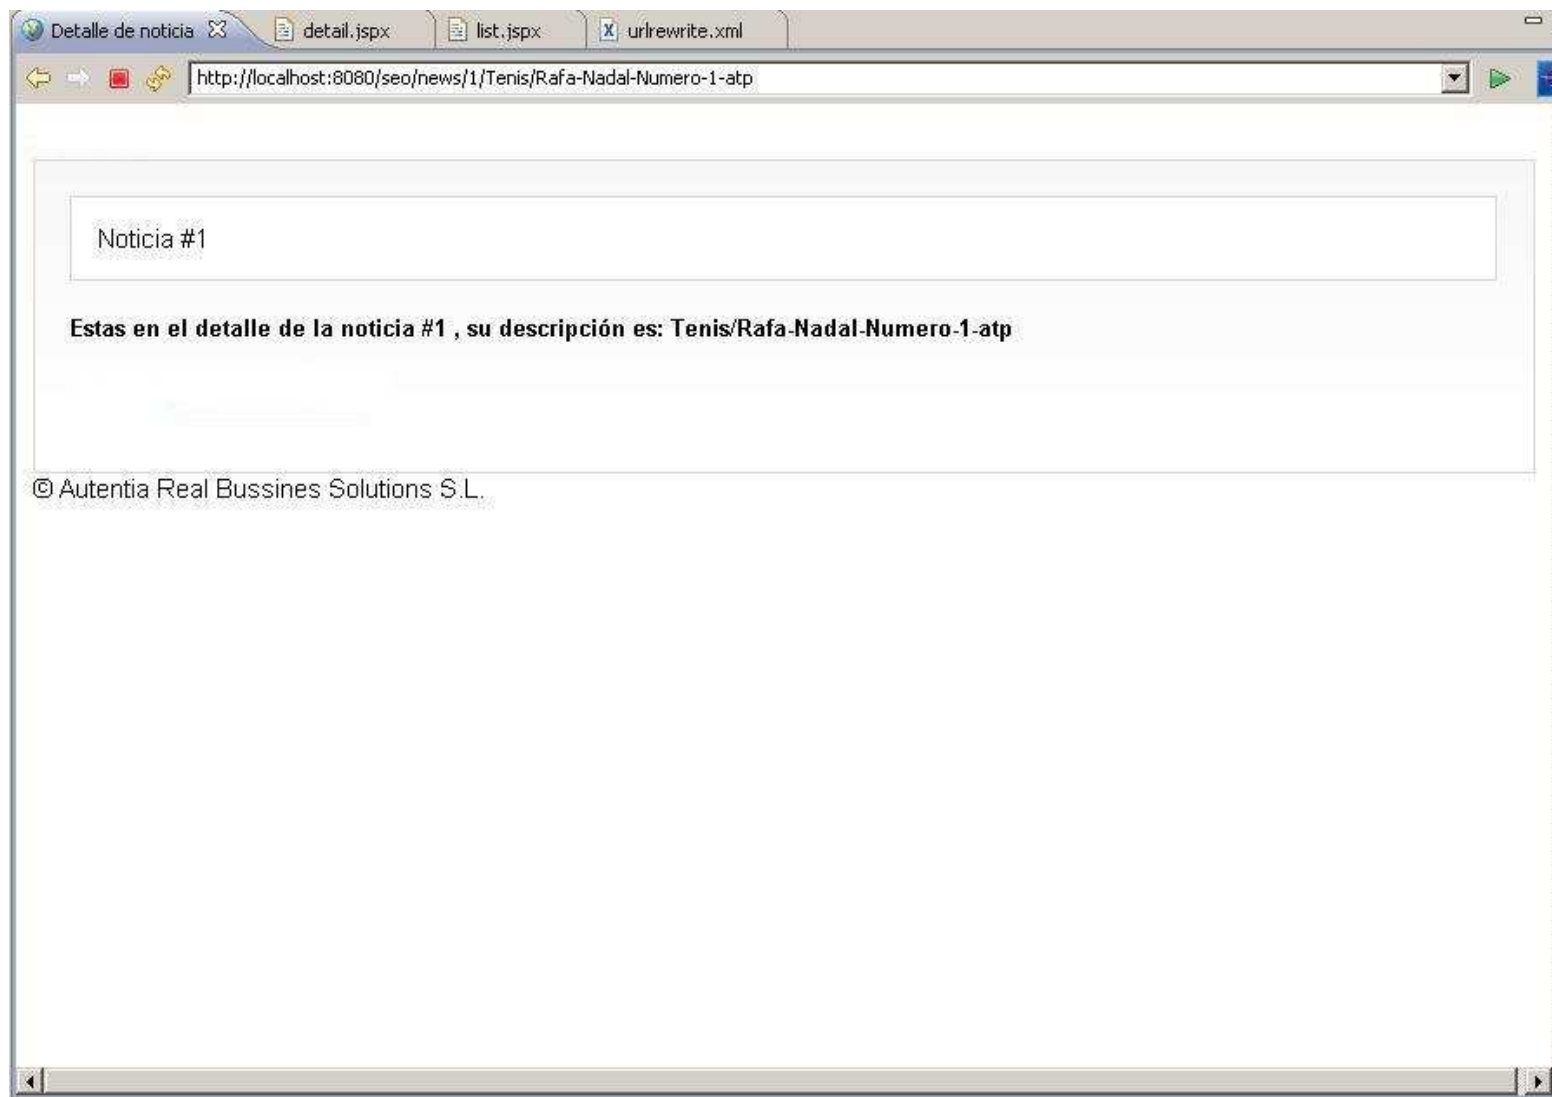 Detalle de noticia detail.jspx list.jspx urlrewrite.xml
http://localhost:8080/seo/news/1/Tenis/Rafa-Nadal-Numero-1-atp
Noticia #1
Estas en el detalle de la noticia #1 , su descripción es: Tenis/Rafa-Nadal-Numero-1-atp
© Autentia Real Bussines Solutions S.L.